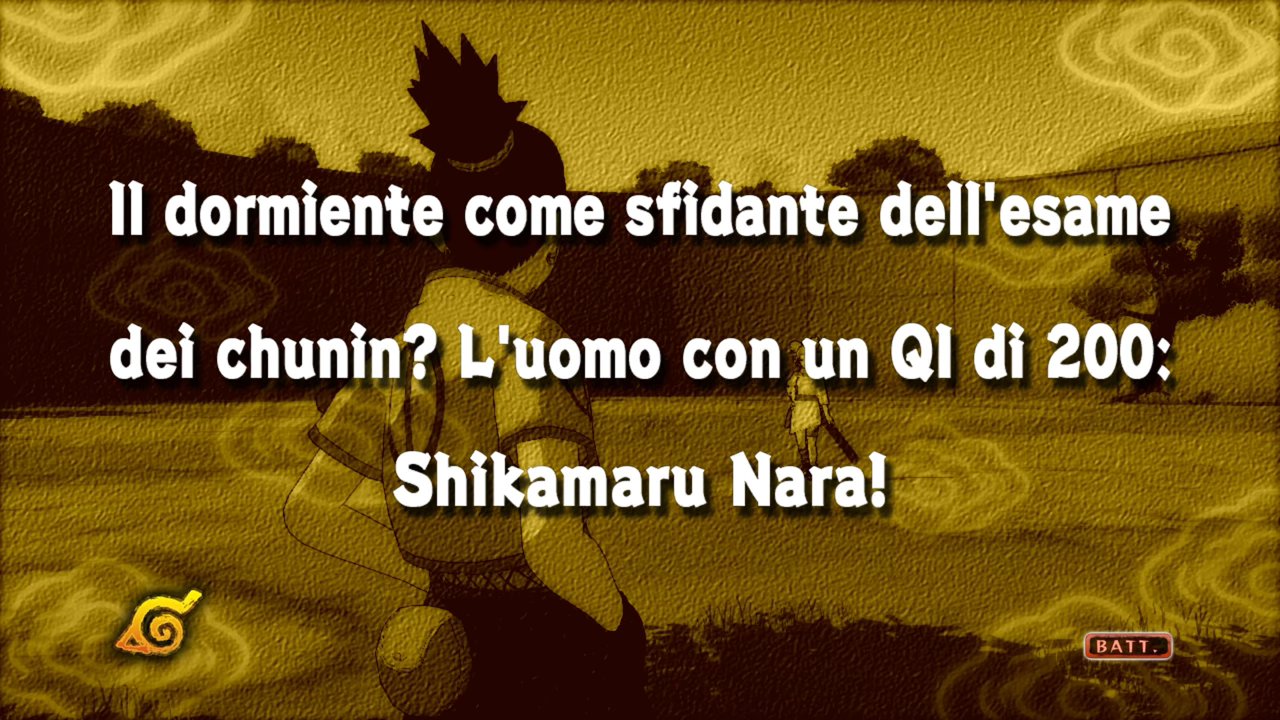 Il dormiente come sfidante dell'esame
dei chunin? L'uomo con un QI di 200:
Shikamaru Nara!
BATT.